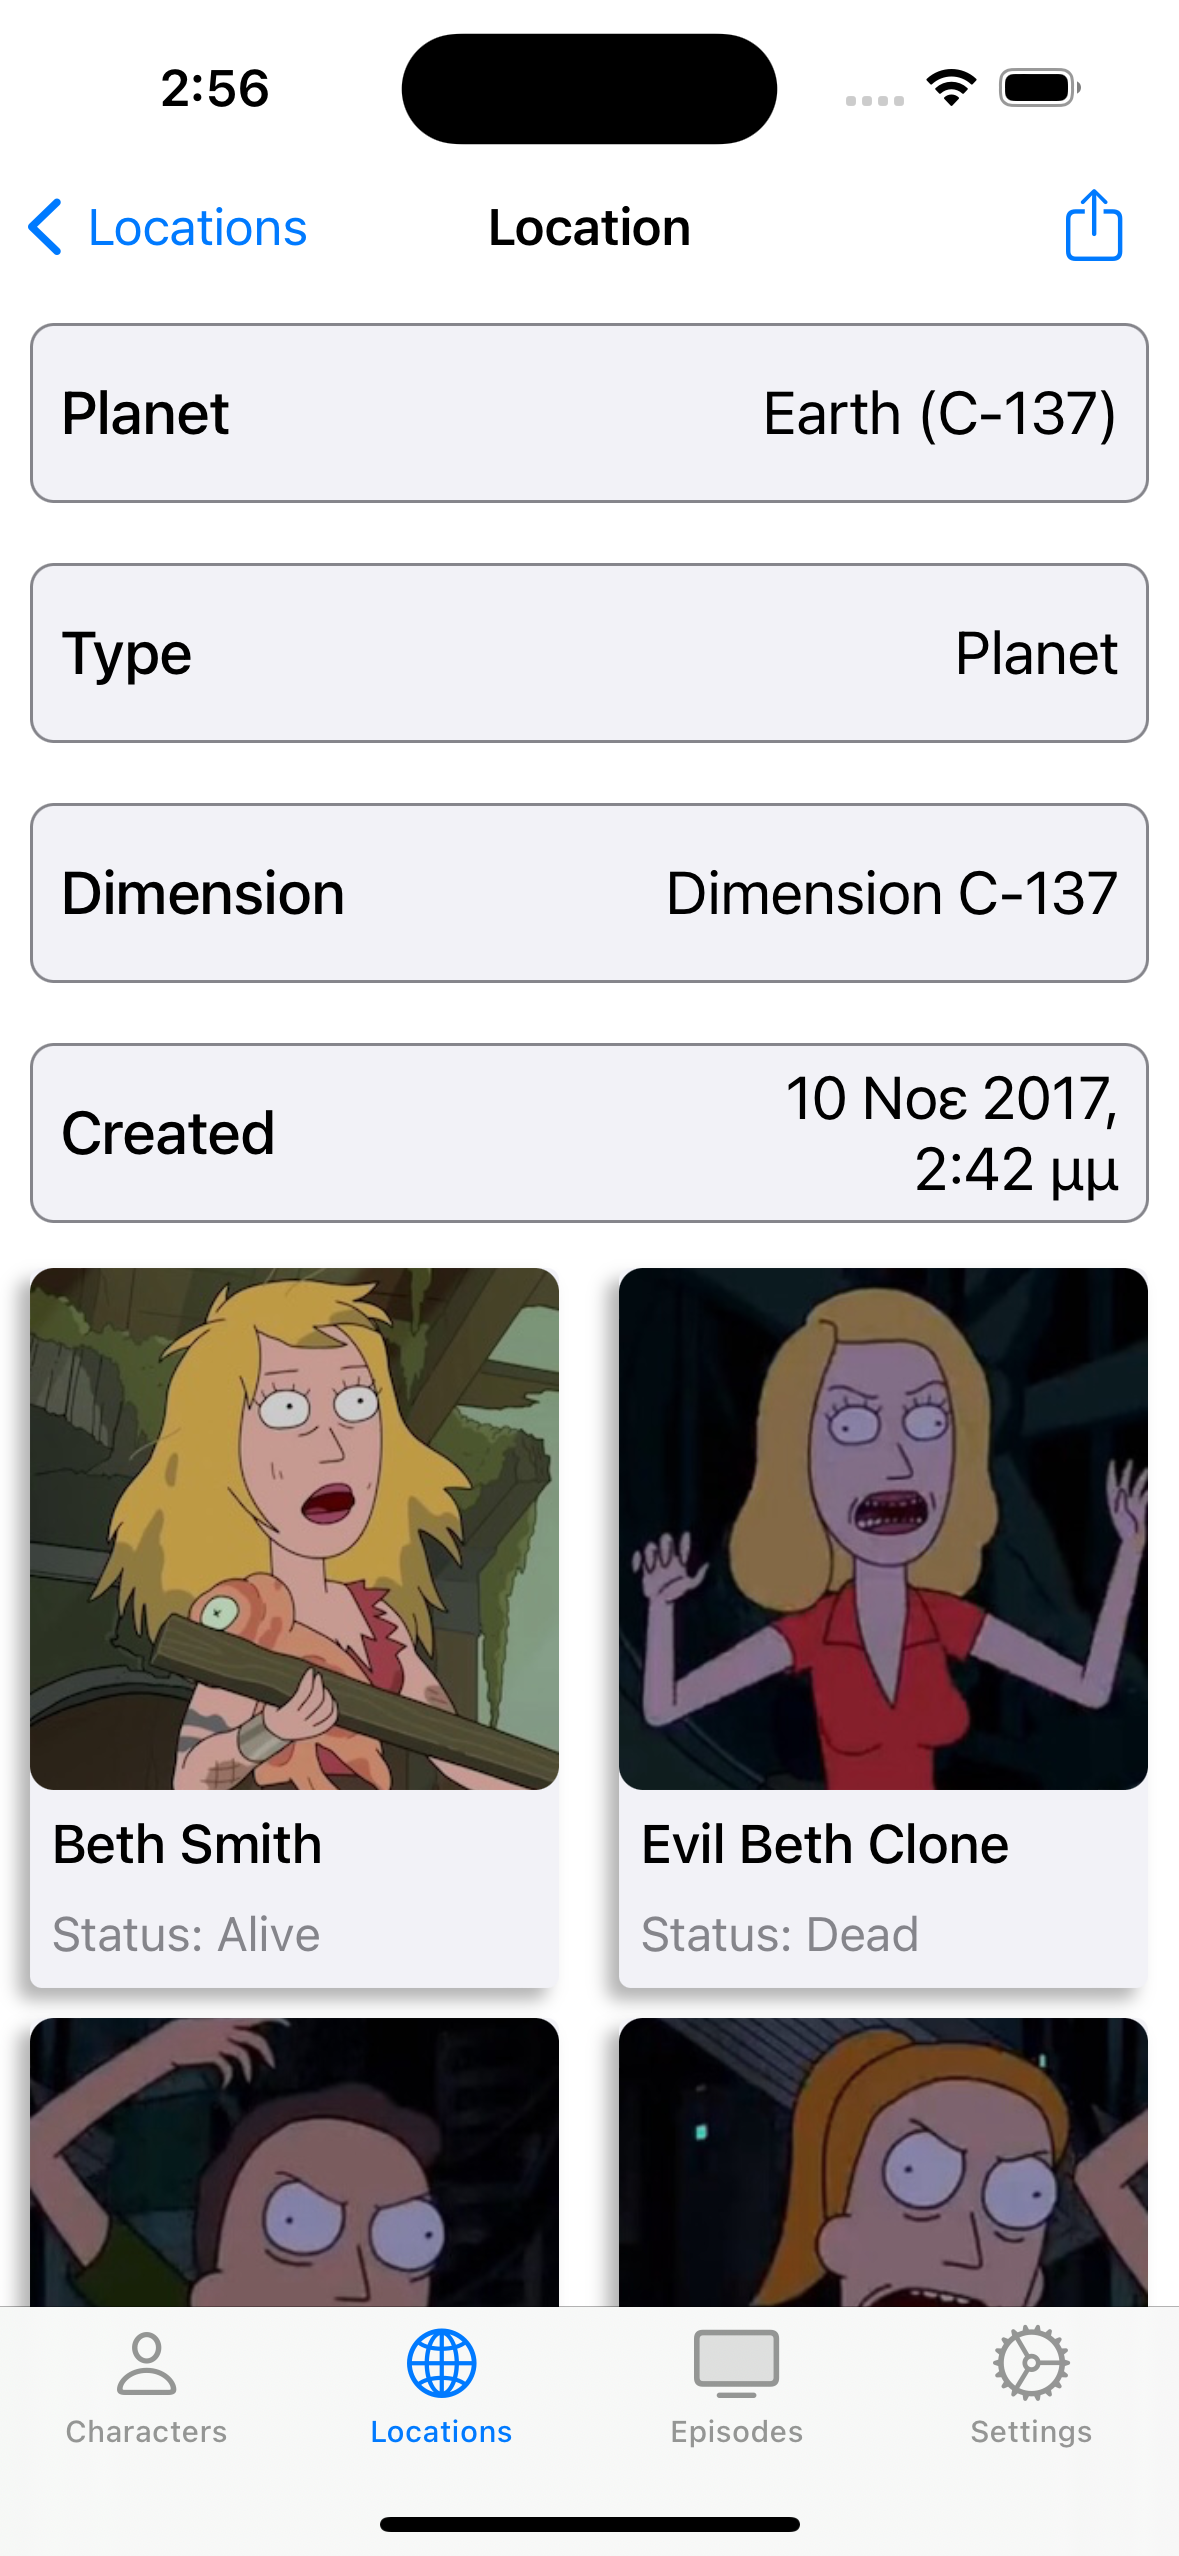 2:56
Locations
Location
Planet
Earth (C-137)
Type
Planet
Dimension
Dimension C-137
Created
10 Νοε 2017,
2:42 μμ
Beth Smith
Evil Beth Clone
Status: Alive
Status: Dead
Characters
Locations
Episodes
Settings